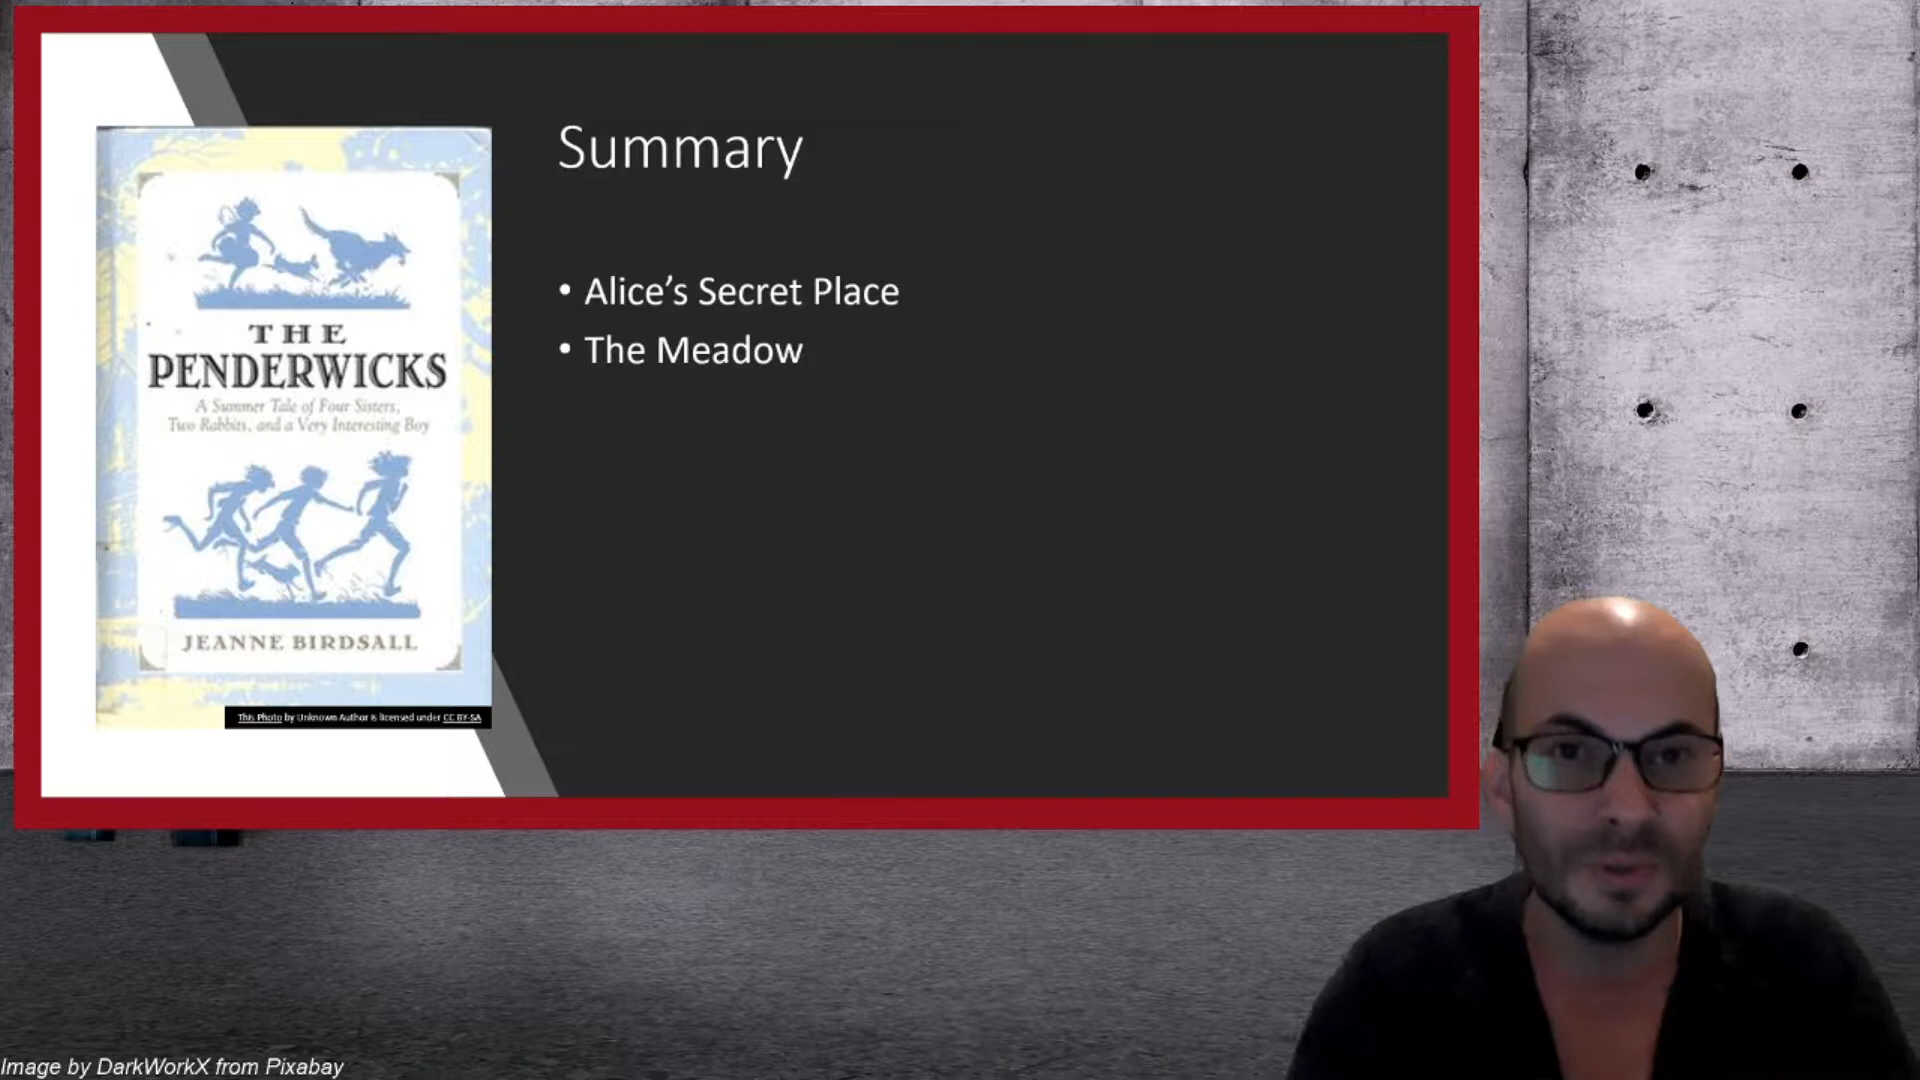 Summary
• Alice's Secret Place
• The Meadow
THE
PENDERWICKS
A Summer Tale of Four Sisters,
Two Rabbits, and a Very Interesting Boy
JEANNE BIRDSALL
This Photo by Unknown Author is licensed under CC BY-SA
Image by DarkWorkX from Pixabay